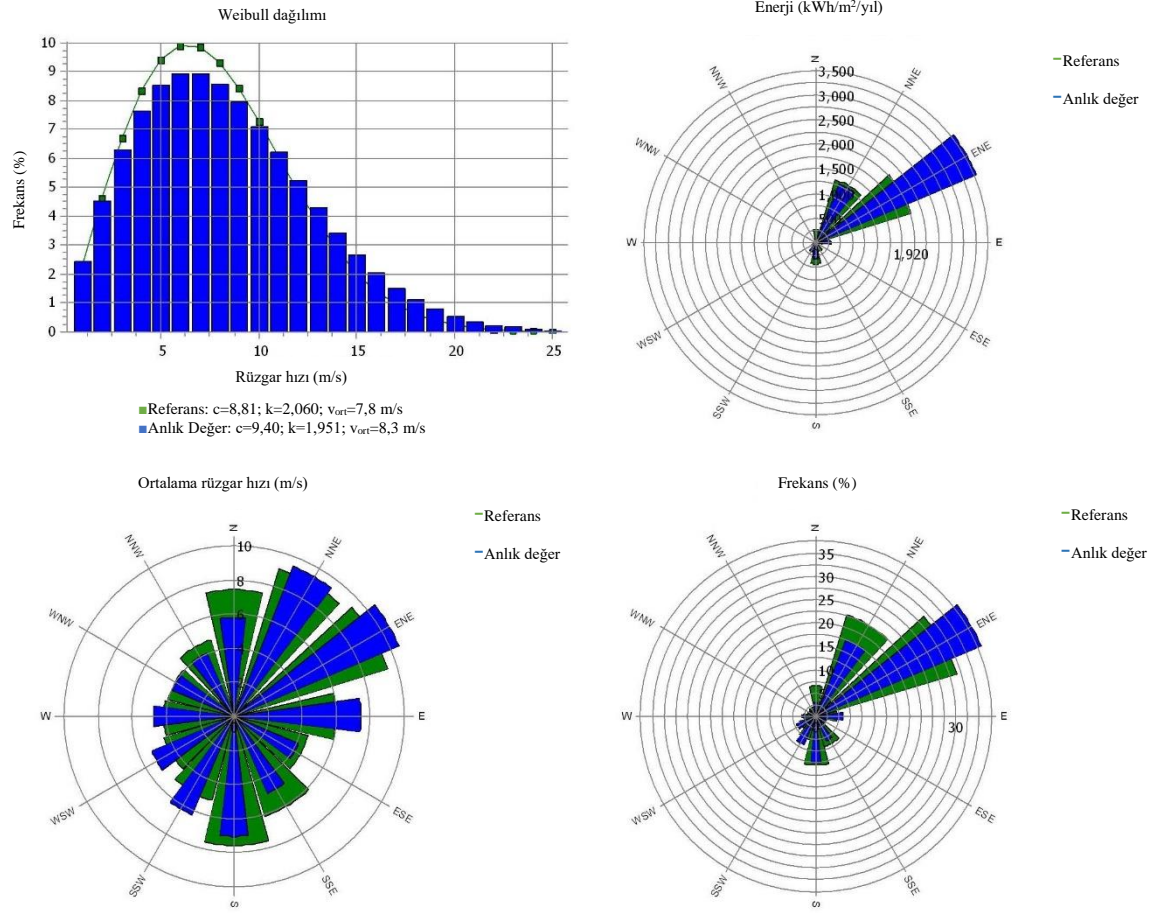 Weibull dağılımı
10
9
8
7
6
5
4
3
2
1
0
Frekans (%)
5
10
15
20
25
Rüzgar hızı (m/s)
Referans: c=8,81; k=2,060; vort=7,8 m/s
Anlık Değer: c=9,40; k=1,951; vort=8,3 m/s
Enerji (kWh/m²/yıl)
Referans
Anlık değer
N
NNE
ENE
E
ESE
SSE
S
SSW
WSW
W
WNW
NNW
3,500
3,000
2,500
2,000
1,500
1,920
Ortalama rüzgar hızı (m/s)
Referans
Anlık değer
N
NNE
ENE
E
ESE
SSE
S
SSW
WSW
W
WNW
NNW
10
8
6
Frekans (%)
Referans
Anlık değer
N
NNE
ENE
E
ESE
SSE
S
SSW
WSW
W
WNW
NNW
35
30
25
20
15
10
30